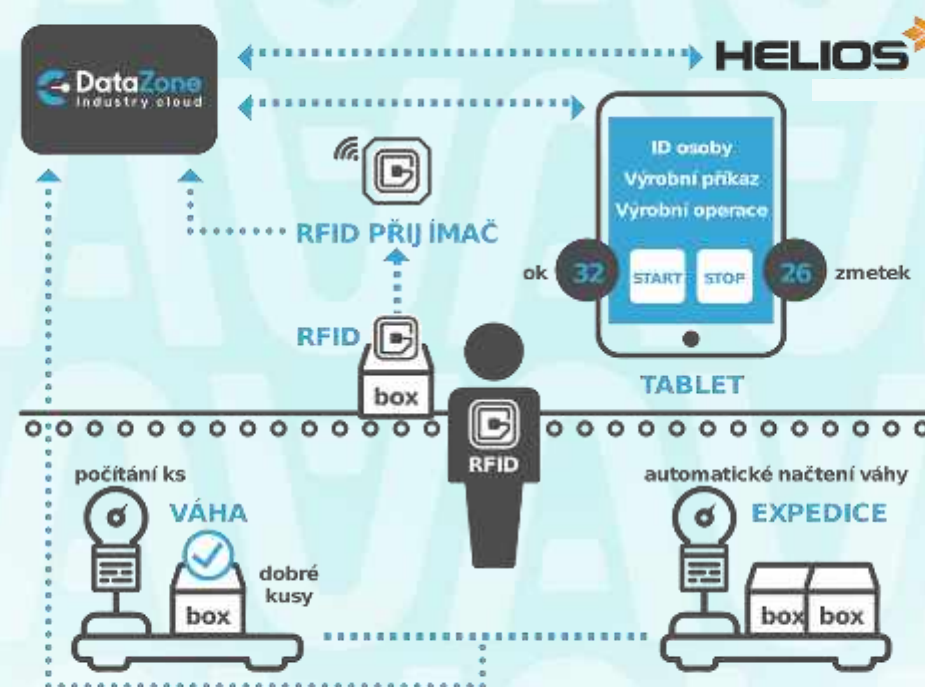 DataZone
industry cloud
HELIOS
ID osoby
Výrobní příkaz
Výrobní operace
RFID PŘIJÍMAČ
ok
32
START
STOP
26
zmetek
RFID
TABLET
box
RFID
počítání ks
VÁHA
dobré
kusy
box
automatické načtení váhy
EXPEDICE
box
box